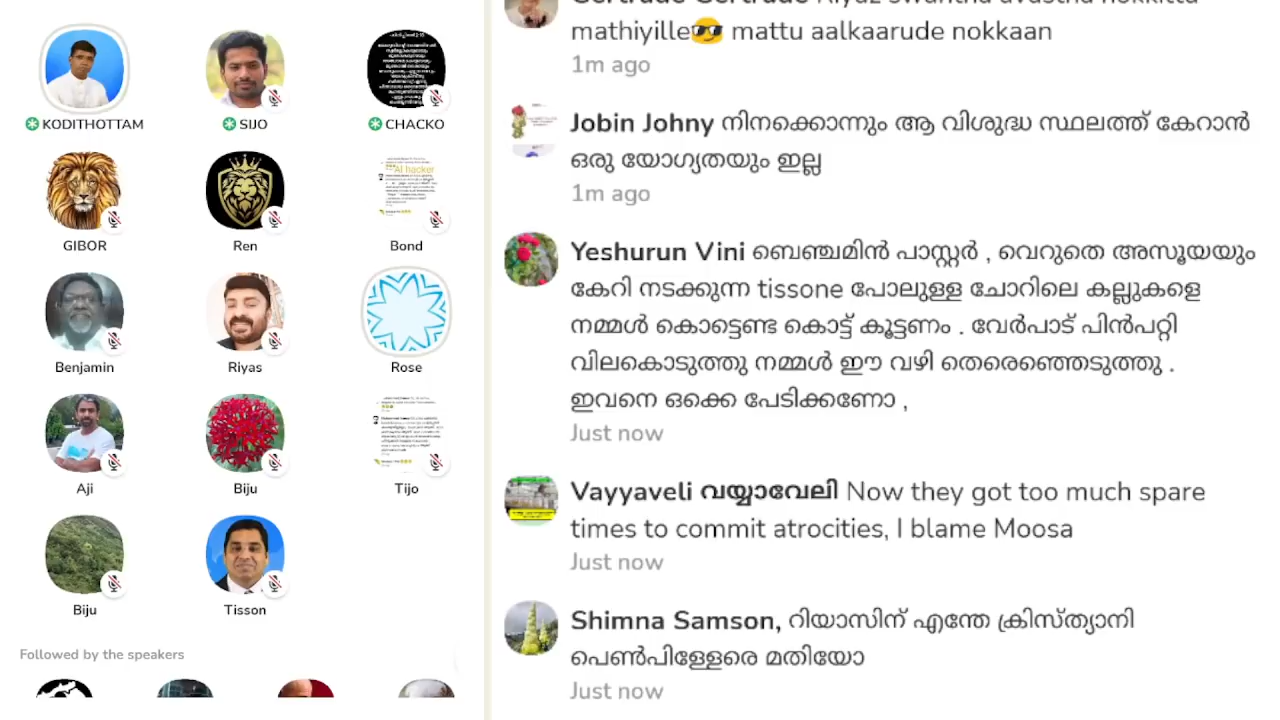 KODITHOTTAM
SIJO
CHACKO
GIBOR
Ren
AI hacker
Bond
Benjamin
Riyas
Rose
Aji
Biju
Tijo
Biju
Tisson
Followed by the speakers
mathiyille😎 mattu aalkaarude nokkaan
1m ago
Jobin Johny നിനക്കൊന്നും ആ വിശുദ്ധ സ്ഥലത്ത് കേറാൻ
ഒരു യോഗ്യതയും ഇല്ല
1m ago
Yeshurun Vini ബെഞ്ചമിൻ പാസ്റ്റർ , വെറുതെ അസൂയയും
കേറി നടക്കുന്ന tissone പോലുള്ള ചോറിലെ കല്ലുകളെ
നമ്മൾ കൊട്ടെണ്ട കൊട്ട് കൂട്ടണം . വേർപാട് പിൻപറ്റി
വിലകൊടുത്തു നമ്മൾ ഈ വഴി തെരെഞ്ഞെടുത്തു .
ഇവനെ ഒക്കെ പേടിക്കണോ ,
Just now
Vayyaveli വയ്യാവേലി Now they got too much spare
times to commit atrocities, I blame Moosa
Just now
Shimna Samson, റിയാസിന് എന്തേ ക്രിസ്ത്യാനി
പെൺപിള്ളേരെ മതിയോ
Just now